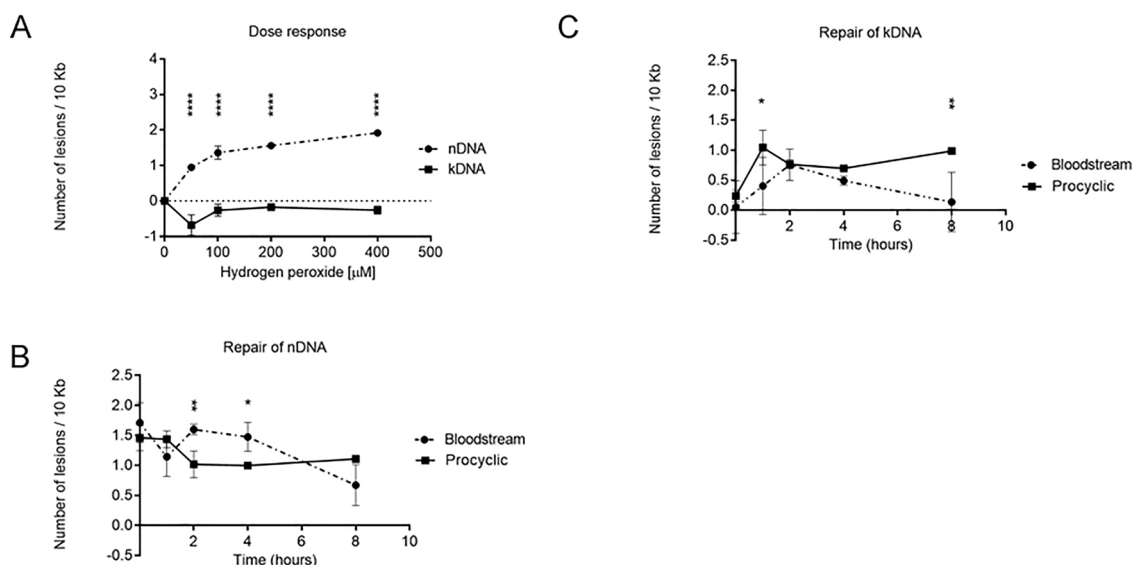 A
Dose response
Number of lesions / 10 Kb
4
3
2
1
0
-1
**** **** **** ****
nDNA
kDNA
0 100 200 300 400 500
Hydrogen peroxide [µM]
C
Repair of kDNA
Number of lesions / 10 Kb
2.5
2.0
1.5
1.0
0.5
0.0
-0.5
* **
Bloodstream
Procyclic
2 4 6 8 10
Time (hours)
B
Repair of nDNA
Number of lesions / 10 Kb
2.5
2.0
1.5
1.0
0.5
0.0
-0.5
** *
Bloodstream
Procyclic
2 4 6 8 10
Time (hours)